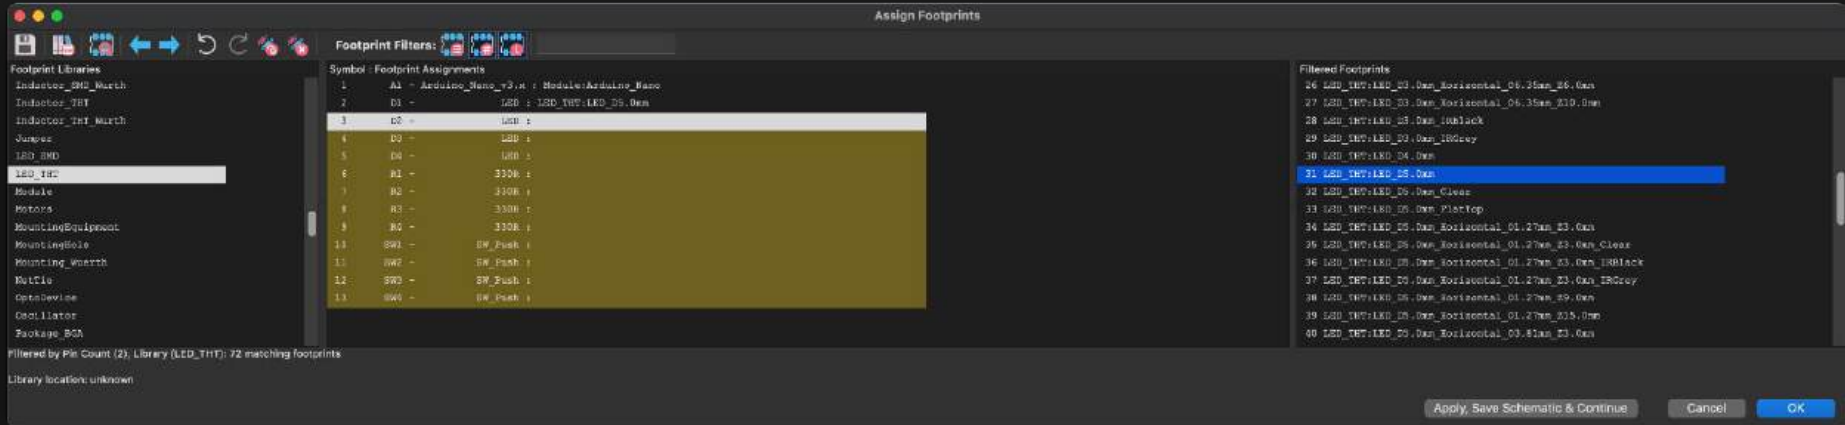 Assign Footprints
Footprint Filters:
Footprint Libraries
Inductor_SMD_Wurth
Inductor_THT
Inductor_THT_Wurth
Jumper
LED_SMD
LED_THT
Module
Motors
MountingEquipment
MountingHole
Mounting_Wuerth
NetTie
OptoDevice
Oscillator
Package_BGA
Symbol : Footprint Assignments
1 A1 - Arduino_Nano_v3.x : Module:Arduino_Nano
2 D1 - LED : LED_THT:LED_D5.0mm
3 D2 - LED :
4 D3 - LED :
5 D4 - LED :
6 R1 - 330R :
7 R2 - 330R :
8 R3 - 330R :
9 R4 - 330R :
10 SW1 - SW_Push :
11 SW2 - SW_Push :
12 SW3 - SW_Push :
13 SW4 - SW_Push :
Filtered Footprints
26 LED_THT:LED_D3.0mm_Horizontal_O6.35mm_Z6.0mm
27 LED_THT:LED_D3.0mm_Horizontal_O6.35mm_Z10.0mm
28 LED_THT:LED_D3.0mm_IRBlack
29 LED_THT:LED_D3.0mm_IRGrey
30 LED_THT:LED_D4.0mm
31 LED_THT:LED_D5.0mm
32 LED_THT:LED_D5.0mm_Clear
33 LED_THT:LED_D5.0mm_FlatTop
34 LED_THT:LED_D5.0mm_Horizontal_O1.27mm_Z3.0mm
35 LED_THT:LED_D5.0mm_Horizontal_O1.27mm_Z3.0mm_Clear
36 LED_THT:LED_D5.0mm_Horizontal_O1.27mm_Z3.0mm_IRBlack
37 LED_THT:LED_D5.0mm_Horizontal_O1.27mm_Z3.0mm_IRGrey
38 LED_THT:LED_D5.0mm_Horizontal_O1.27mm_Z9.0mm
39 LED_THT:LED_D5.0mm_Horizontal_O1.27mm_Z15.0mm
40 LED_THT:LED_D5.0mm_Horizontal_O3.81mm_Z3.0mm
Filtered by Pin Count (2), Library (LED_THT): 72 matching footprints
Library location: unknown
Apply, Save Schematic & Continue
Cancel
OK